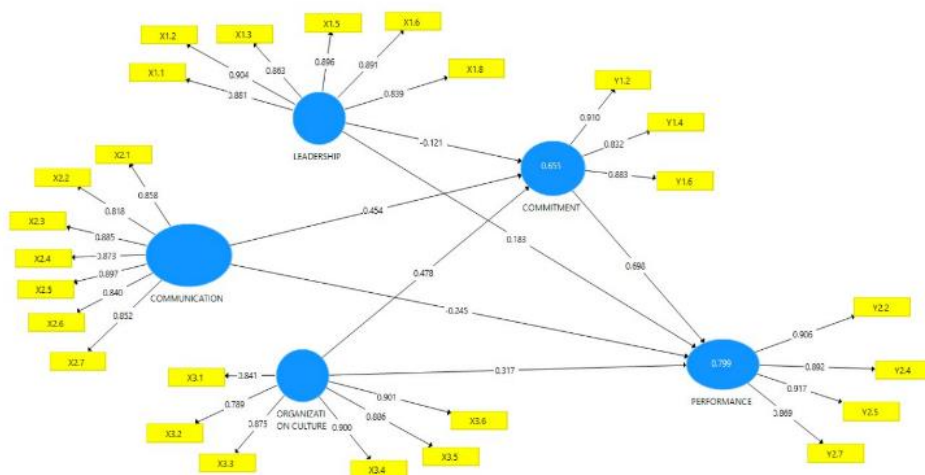 X1.5
X1.6
X1.3
X1.2
X1.1
X1.8
0.896
0.891
0.863
0.904
0.881
0.839
LEADERSHIP
Y1.2
Y1.4
Y1.6
0.910
0.832
0.883
0.655
COMMITMENT
-0.121
0.454
0.183
0.478
0.698
X2.1
X2.2
X2.3
X2.4
X2.5
X2.6
X2.7
0.858
0.818
0.885
0.873
0.897
0.840
0.852
COMMUNICATION
-0.245
0.317
X3.1
X3.2
X3.3
X3.4
X3.5
X3.6
0.841
0.789
0.875
0.900
0.886
0.901
ORGANIZATI
ON CULTURE
Y2.2
Y2.4
Y2.5
Y2.7
0.906
0.892
0.917
0.869
0.799
PERFORMANCE